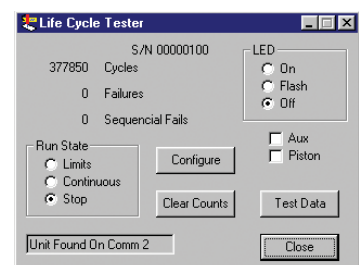 Life Cycle Tester
S/N 00000100
377850 Cycles
0 Failures
0 Sequencial Fails
LED
On
Flash
Off
Aux
Piston
Run State
Limits
Continuous
Stop
Configure
Clear Counts
Test Data
Unit Found On Comm 2
Close